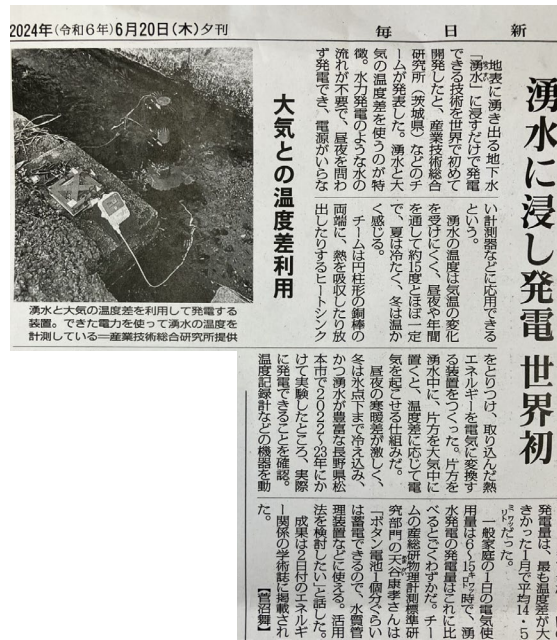 2024年(令和6年)6月20日(木)夕刊
毎日新
湧水に浸し発電 世界初
大気との温度差利用
地表に湧き出る地下水
「湧水」に浸すだけで発電
できる技術を世界で初めて
開発したと、産業技術総合
研究所(茨城県)などのチ
ームが発表した。湧水と大
気の温度差を使うのが特
徴。水力発電のような水の
流れが不要で、昼夜を問わ
ず発電でき、電源がいらな
い計測器などに応用できる
という。
湧水の温度は気温の変化
を受けにくく、昼夜や年間
を通して約15度とほぼ一定
で、夏は冷たく、冬は温か
く感じる。
チームは円柱形の銅棒の
両端に、熱を吸収したり放
出したりするヒートシンク
をとりつけ、取り込んだ熱
エネルギーを電気に変換す
る装置をつくった。片方を
湧水中に、片方を大気中に
置くと、温度差に応じて電
気を起こせる仕組みだ。
昼夜の寒暖差が激しく、
冬は氷点下まで冷え込み、
かつ湧水が豊富な長野県松
本市で2022〜23年にか
けて実験したところ、実際
に発電できることを確認。
温度記録計などの機器を動
発電量は、最も温度差が大
きかった1月で平均14・5
ミリワットだった。
一般家庭の1日の電気使
用量は6〜15キロワット時で、湧
水発電の発電量はこれに比
べるとごくわずかだ。チー
ムの産総研物理計測標準研
究部門の天谷康孝さんは
「ボタン電池1個分ぐらい
は蓄電できるので、水質管
理装置などに使える。活用
法を検討したい」と話した。
成果は2日付のエネルギ
ー関係の学術誌に掲載され
た。【菅沼舞】
湧水と大気の温度差を利用して発電する
装置。できた電力を使って湧水の温度を
計測している=産業技術総合研究所提供